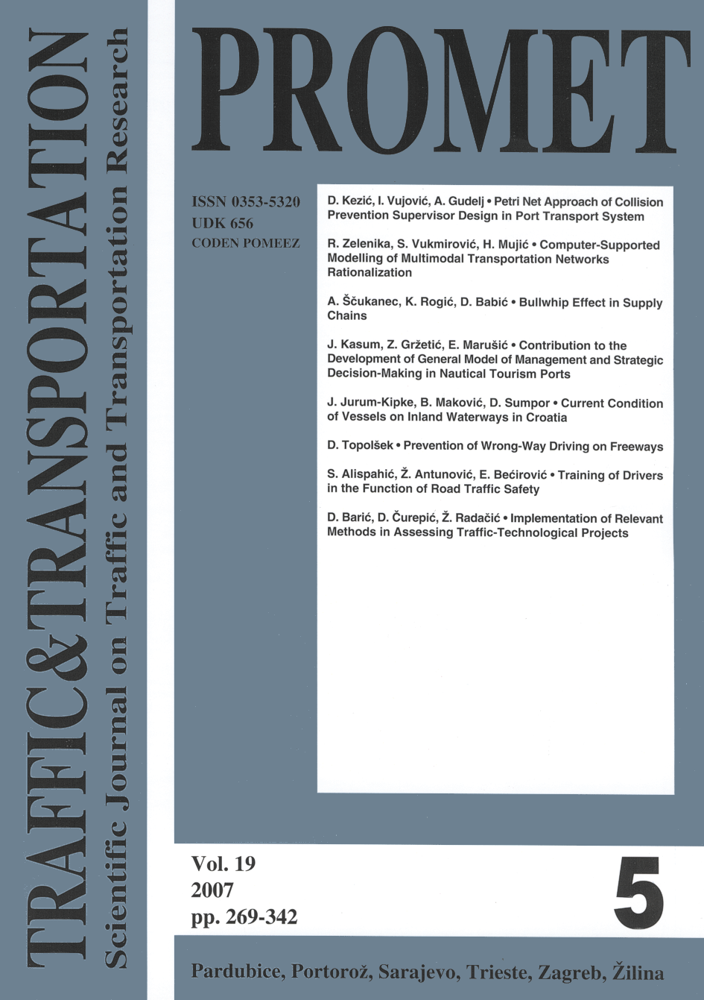 PROMET
TRAFFIC&TRANSPORTATION
Scientific Journal on Traffic and Transportation Research
ISSN 0353-5320
UDK 656
CODEN POMEEZ
D. Kezić, I. Vujović, A. Gudelj • Petri Net Approach of Collision
Prevention Supervisor Design in Port Transport System
R. Zelenika, S. Vukmirović, H. Mujić • Computer-Supported
Modelling of Multimodal Transportation Networks
Rationalization
A. Ščukanec, K. Rogić, D. Babić • Bullwhip Effect in Supply
Chains
J. Kasum, Z. Gržetić, E. Marušić • Contribution to the
Development of General Model of Management and Strategic
Decision-Making in Nautical Tourism Ports
J. Jurum-Kipke, B. Maković, D. Sumpor • Current Condition
of Vessels on Inland Waterways in Croatia
D. Topolšek • Prevention of Wrong-Way Driving on Freeways
S. Alispahić, Ž. Antunović, E. Bećirović • Training of Drivers
in the Function of Road Traffic Safety
D. Barić, D. Čurepić, Ž. Radačić • Implementation of Relevant
Methods in Assessing Traffic-Technological Projects
Vol. 19
2007
pp. 269-342
5
Pardubice, Portorož, Sarajevo, Trieste, Zagreb, Žilina